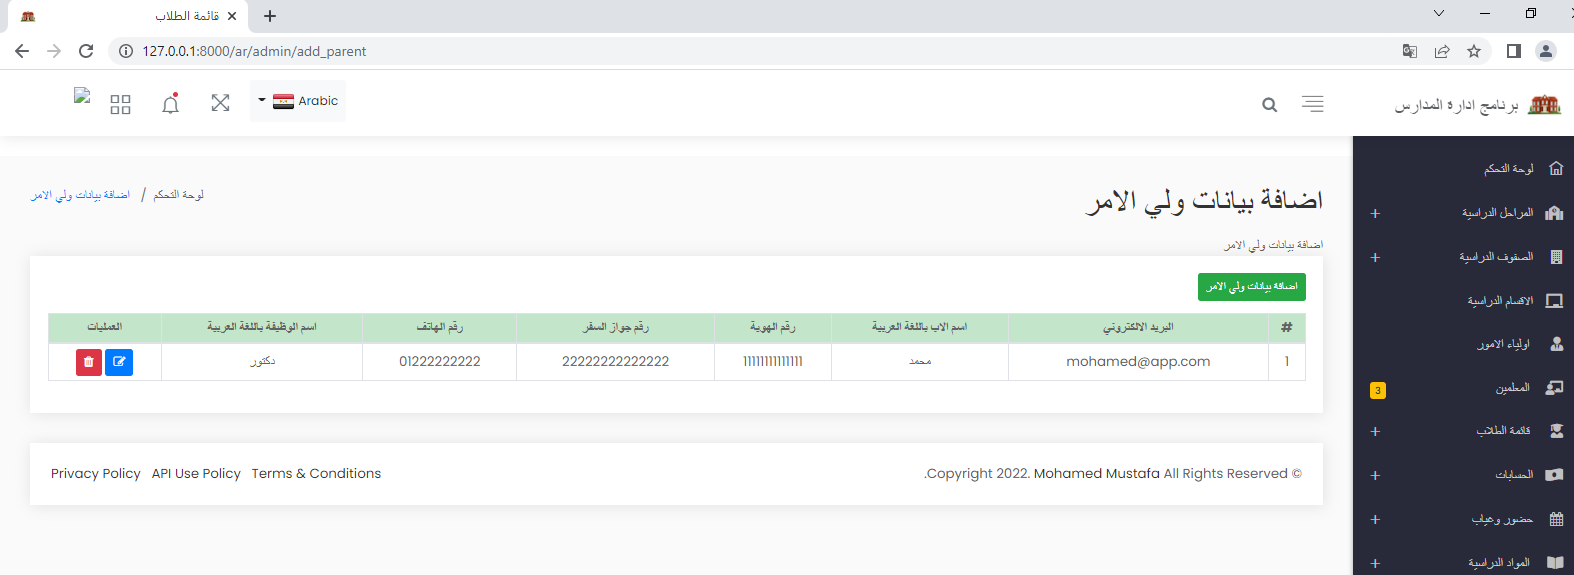 قائمة الطلاب
127.0.0.1:8000/ar/admin/add_parent
برنامج ادارة المدارس
Arabic
لوحة التحكم
المراحل الدراسية
الصفوف الدراسية
الاقسام الدراسية
اولياء الامور
المعلمين
3
قائمة الطلاب
الحسابات
حضور وغياب
المواد الدراسية
اضافة بيانات ولي الامر
لوحة التحكم / اضافة بيانات ولي الامر
اضافة بيانات ولي الامر
اضافة بيانات ولي الامر
# البريد الالكتروني اسم الاب باللغة العربية رقم الهوية رقم جواز السفر رقم الهاتف اسم الوظيفة باللغة العربية العمليات
1 mohamed@app.com محمد 11111111111111 22222222222222 01222222222 دكتور
© Copyright 2022. Mohamed Mustafa All Rights Reserved.
Privacy Policy API Use Policy Terms & Conditions